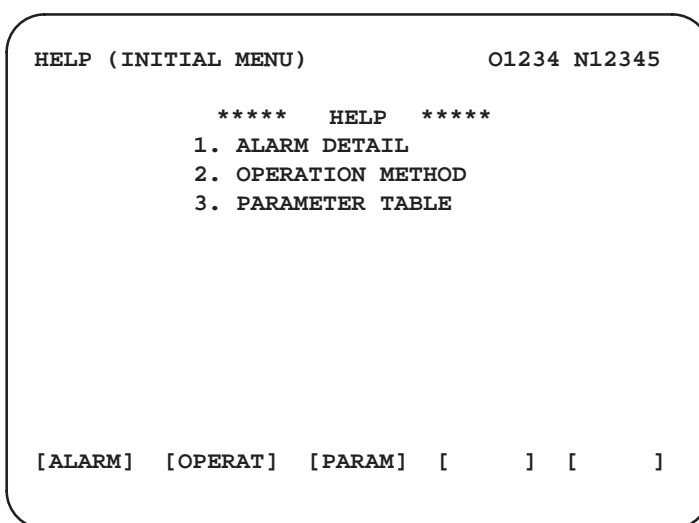 HELP (INITIAL MENU) O1234 N12345
***** HELP *****
1. ALARM DETAIL
2. OPERATION METHOD
3. PARAMETER TABLE
[ALARM] [OPERAT] [PARAM] [ ] [ ]